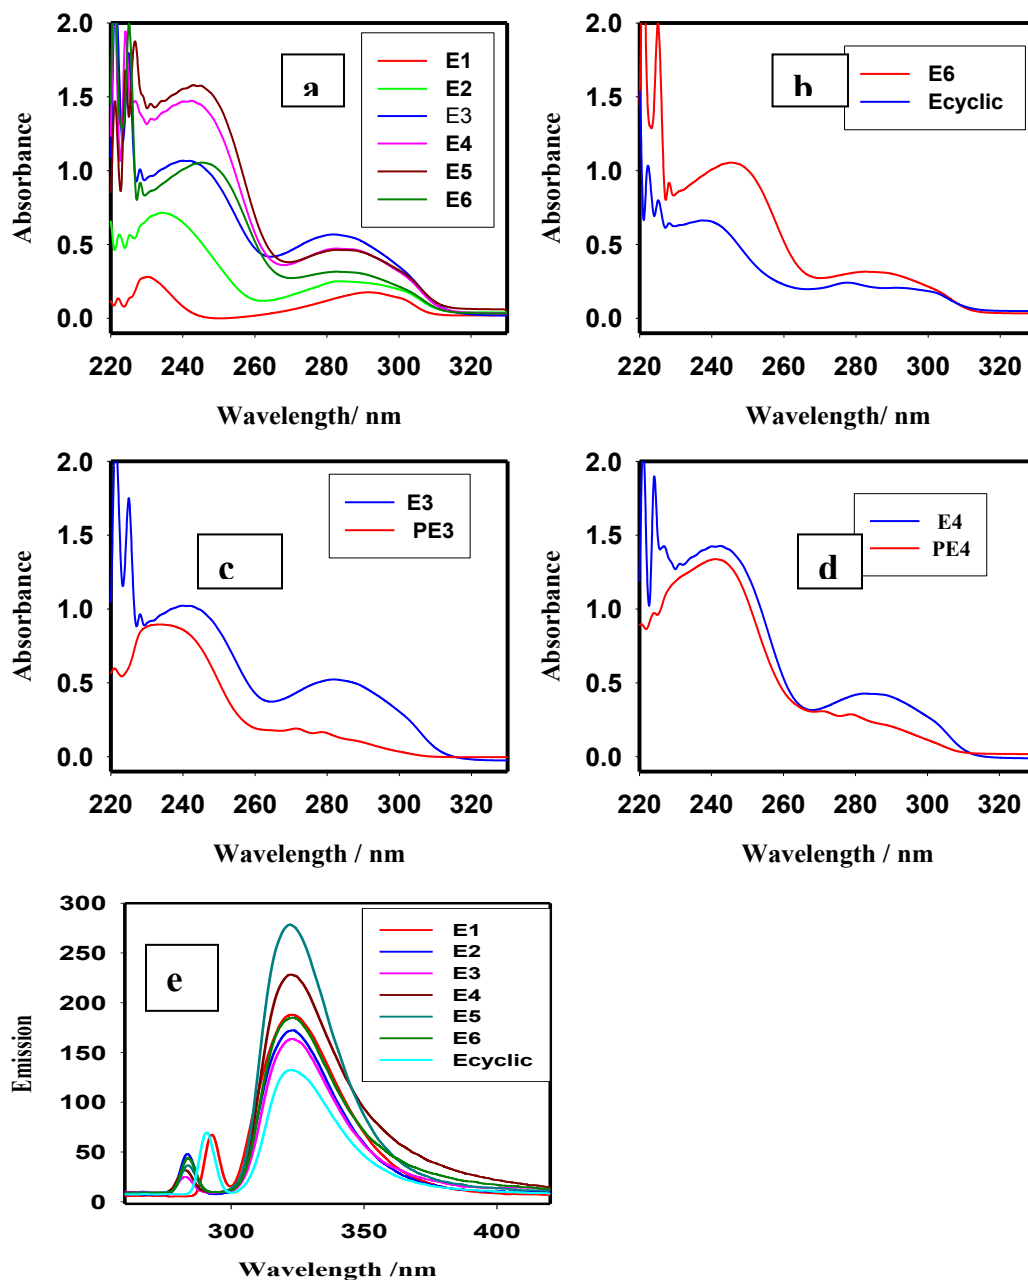 2.0
1.5
1.0
0.5
0.0
Absorbance
a
E1
E2
E3
E4
E5
E6
220 240 260 280 300 320
Wavelength/ nm
2.0
1.5
1.0
0.5
0.0
Absorbance
b
E6
Ecyclic
220 240 260 280 300 320
Wavelength/ nm
2.0
1.5
1.0
0.5
0.0
Absorbance
c
E3
PE3
220 240 260 280 300 320
Wavelength / nm
2.0
1.5
1.0
0.5
0.0
Absorbance
d
E4
PE4
220 240 260 280 300 320
Wavelength / nm
300
250
200
150
100
50
0
Emission
e
E1
E2
E3
E4
E5
E6
Ecyclic
300 350 400
Wavelength /nm